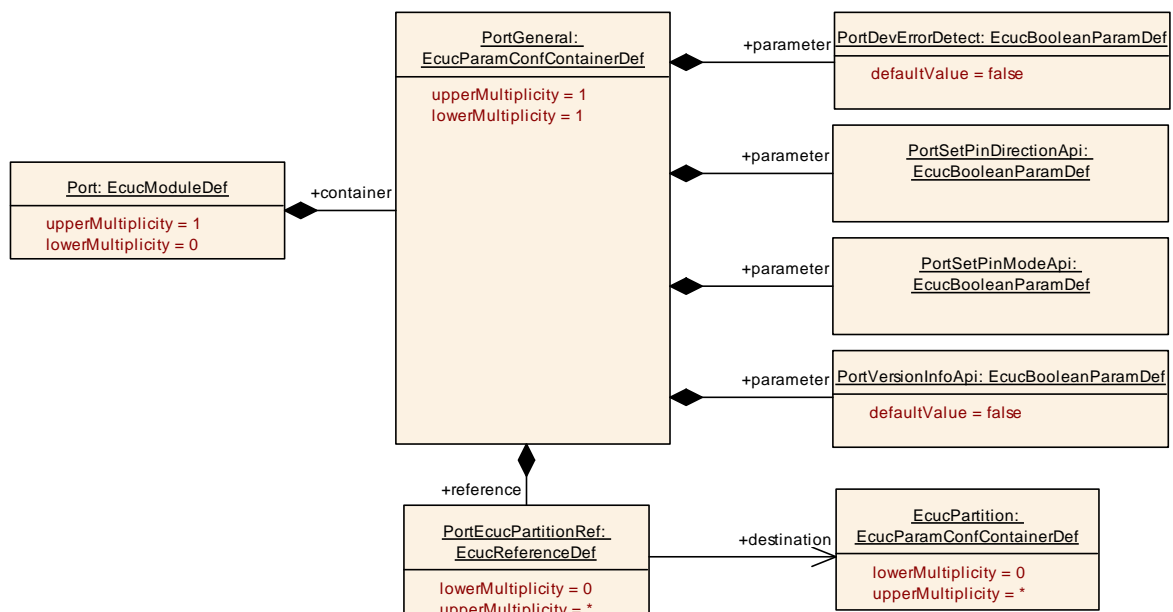 PortGeneral:
EcucParamConfContainerDef
upperMultiplicity = 1
lowerMultiplicity = 1
+parameter
PortDevErrorDetect: EcucBooleanParamDef
defaultValue = false
+parameter
PortSetPinDirectionApi:
EcucBooleanParamDef
Port: EcucModuleDef
upperMultiplicity = 1
lowerMultiplicity = 0
+container
+parameter
PortSetPinModeApi:
EcucBooleanParamDef
+parameter
PortVersionInfoApi: EcucBooleanParamDef
defaultValue = false
+reference
PortEcucPartitionRef:
EcucReferenceDef
lowerMultiplicity = 0
upperMultiplicity = *
+destination
EcucPartition:
EcucParamConfContainerDef
lowerMultiplicity = 0
upperMultiplicity = *